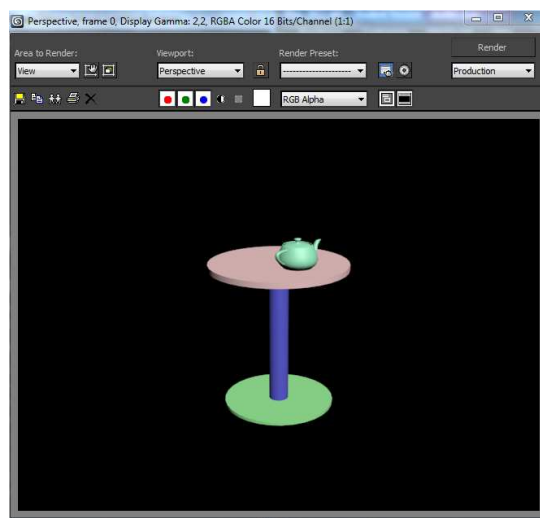 Perspective, frame 0, Display Gamma: 2,2, RGBA Color 16 Bits/Channel (1:1)
Area to Render:
Viewport:
Render Preset:
Render
View
Perspective
--------------------
Production
RGB Alpha